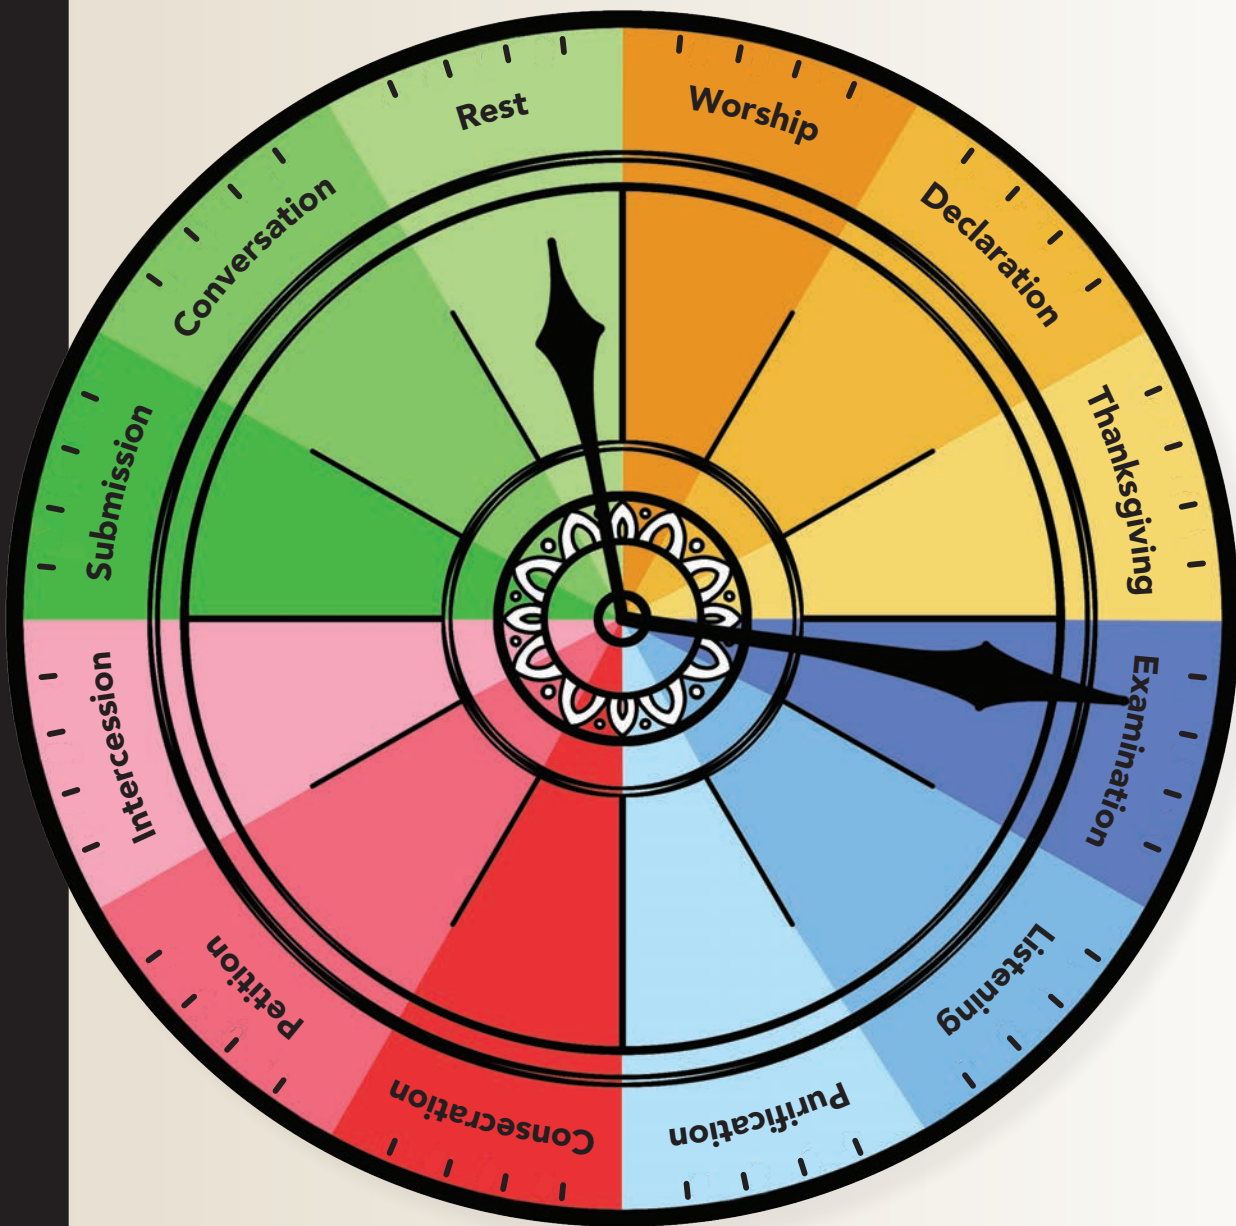 Worship
Declaration
Thanksgiving
Examination
Listening
Purification
Consecration
Petition
Intercession
Submission
Conversation
Rest